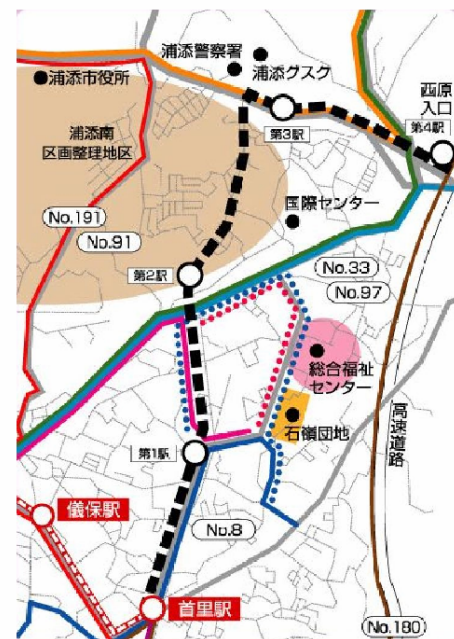 浦添警察署
浦添グスク
浦添市役所
西原
入口
第4駅
第3駅
浦添南
区画整理地区
国際センター
No.191
No.91
No.33
No.97
第2駅
総合福祉
センター
石嶺団地
高速道路
第1駅
儀保駅
No.8
首里駅
No.180